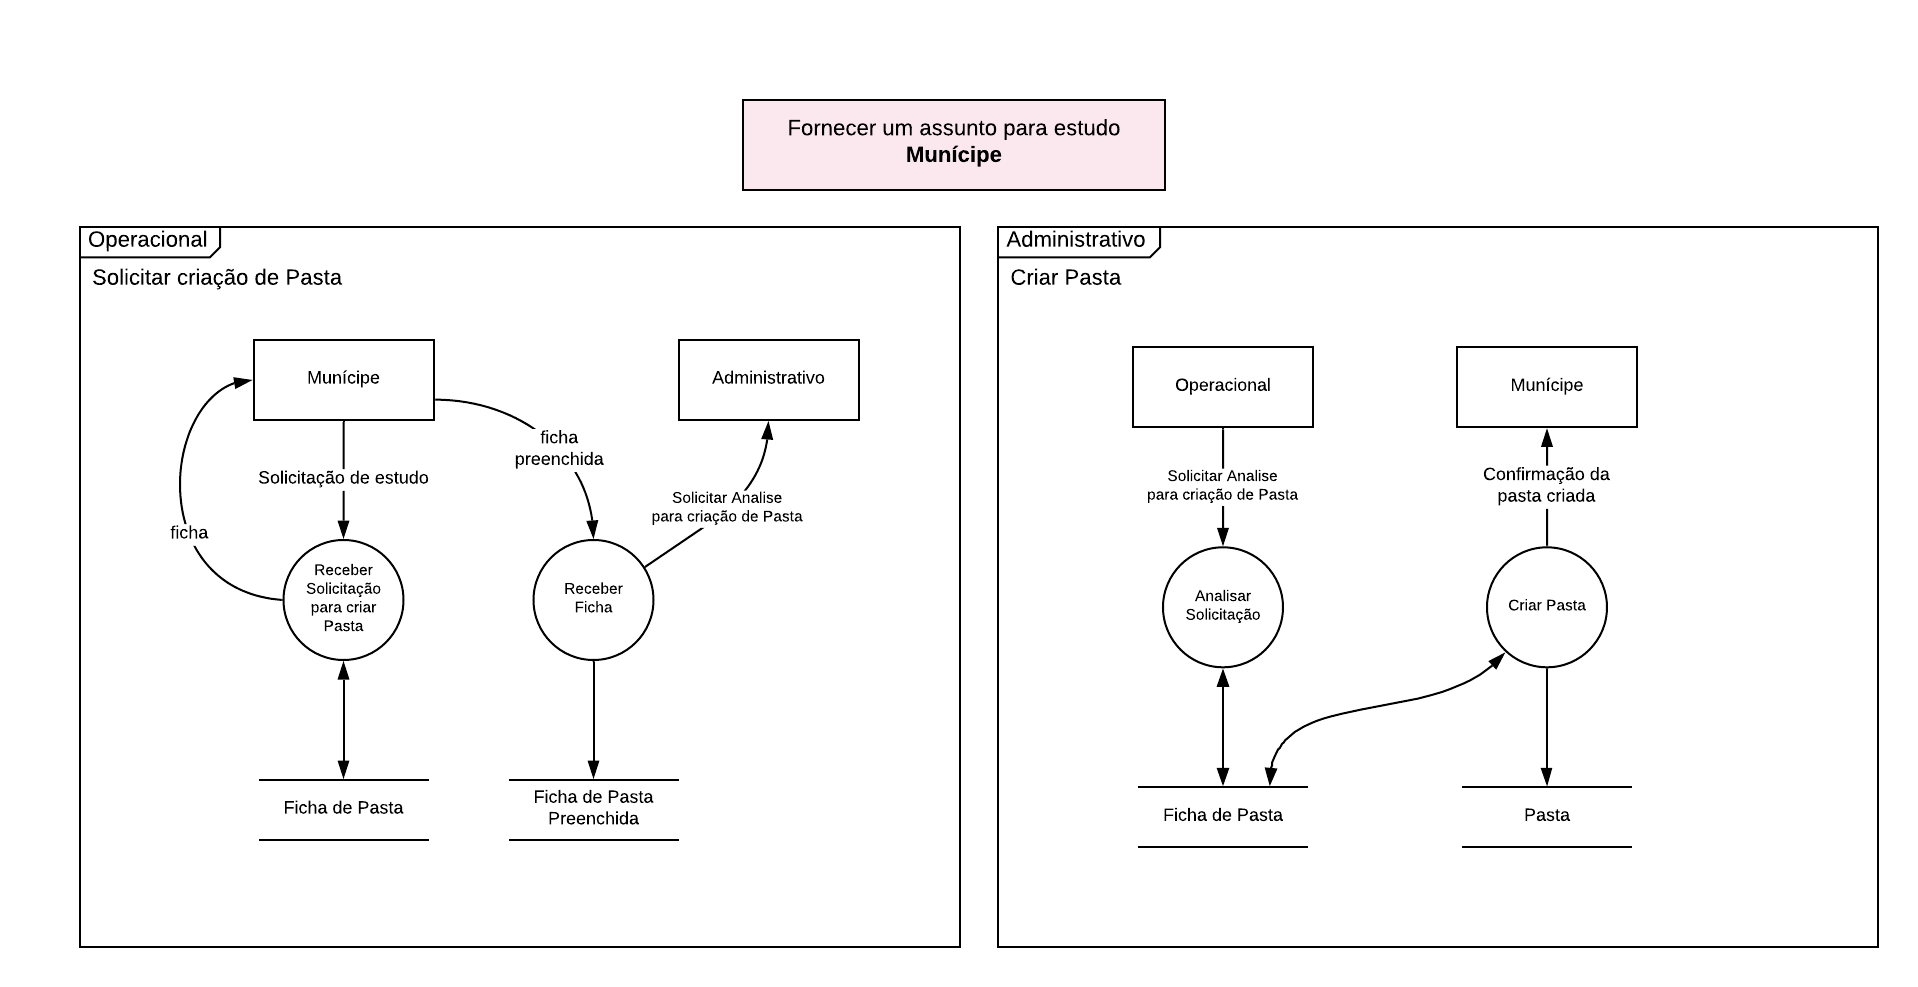 Fornecer um assunto para estudo
Munícipe
Operacional
Solicitar criação de Pasta
Munícipe
Administrativo
ficha
preenchida
Solicitação de estudo
Solicitar Analise
para criação de Pasta
ficha
Receber
Solicitação
para criar
Pasta
Receber
Ficha
Ficha de Pasta
Ficha de Pasta
Preenchida
Administrativo
Criar Pasta
Operacional
Munícipe
Solicitar Analise
para criação de Pasta
Confirmação da
pasta criada
Analisar
Solicitação
Criar Pasta
Ficha de Pasta
Pasta